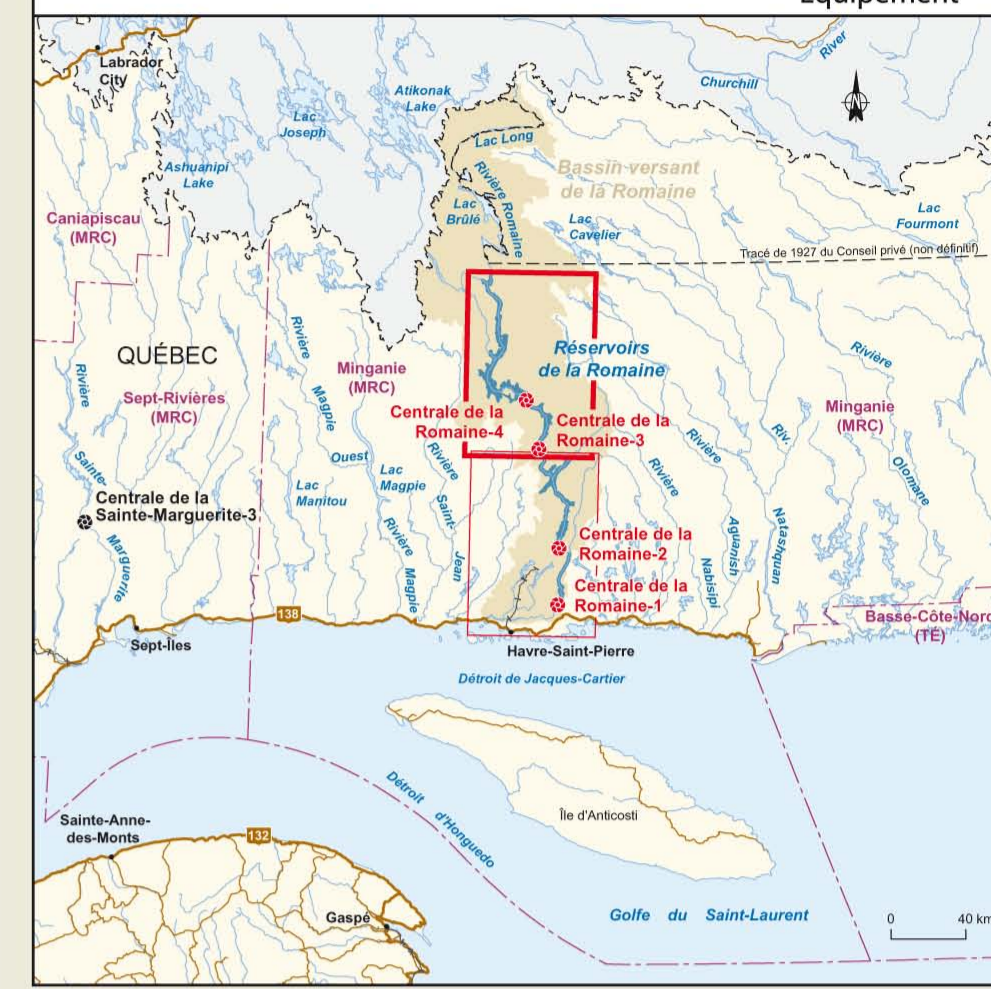 Équipement
Labrador
City
Atikonak
Lake
Churchill
River
Lac
Joseph
Ashuanipi
Lake
Lac Long
Rivière Romaine
Bassin versant
de la Romaine
Lac
Brûlé
Lac
Cavelier
Lac
Fourmont
Caniapiscau
(MRC)
Tracé de 1927 du Conseil privé (non définitif)
QUÉBEC
Rivière
Sept-Rivières
(MRC)
Rivière
Magpie
Ouest
Minganie
(MRC)
Réservoirs
de la Romaine
Rivière
Minganie
(MRC)
Centrale de la
Romaine-4
Centrale de la
Romaine-3
Rivière
Riv.
Olomane
Sainte-
Marguerite
Lac
Manitou
Lac
Magpie
Rivière
Saint-
Jean
Rivière
Centrale de la
Sainte-Marguerite-3
Rivière
Magpie
Centrale de la
Romaine-2
Nabisipi
Aguanish
Natashquan
Centrale de la
Romaine-1
138
Basse-Côte-Nord
(TÉ)
Sept-Îles
Havre-Saint-Pierre
Détroit de Jacques-Cartier
Détroit
d'Honguedo
Île d'Anticosti
Sainte-Anne-
des-Monts
132
Gaspé
Golfe du Saint-Laurent
0 40 km